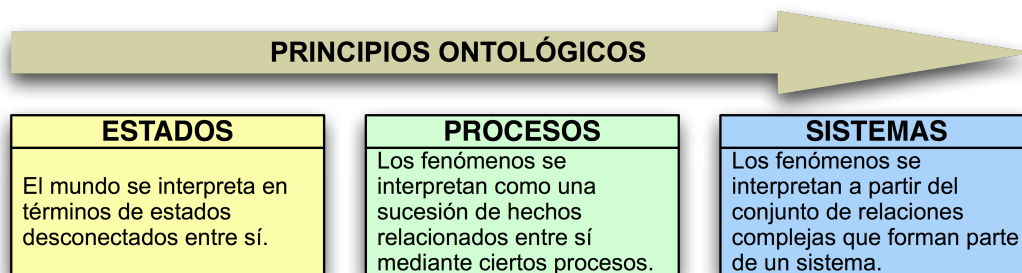 PRINCIPIOS ONTOLÓGICOS
ESTADOS
El mundo se interpreta en
términos de estados
desconectados entre sí.
PROCESOS
Los fenómenos se
interpretan como una
sucesión de hechos
relacionados entre sí
mediante ciertos procesos.
SISTEMAS
Los fenómenos se
interpretan a partir del
conjunto de relaciones
complejas que forman parte
de un sistema.